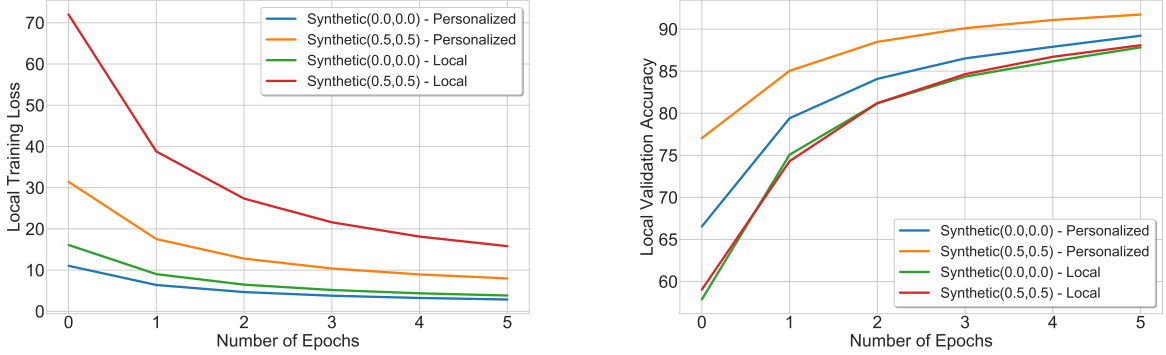 Local Training Loss
70
60
50
40
30
20
10
0
0 1 2 3 4 5
Number of Epochs
Synthetic(0.0,0.0) - Personalized
Synthetic(0.5,0.5) - Personalized
Synthetic(0.0,0.0) - Local
Synthetic(0.5,0.5) - Local
Local Validation Accuracy
90
85
80
75
70
65
60
0 1 2 3 4 5
Number of Epochs
Synthetic(0.0,0.0) - Personalized
Synthetic(0.5,0.5) - Personalized
Synthetic(0.0,0.0) - Local
Synthetic(0.5,0.5) - Local